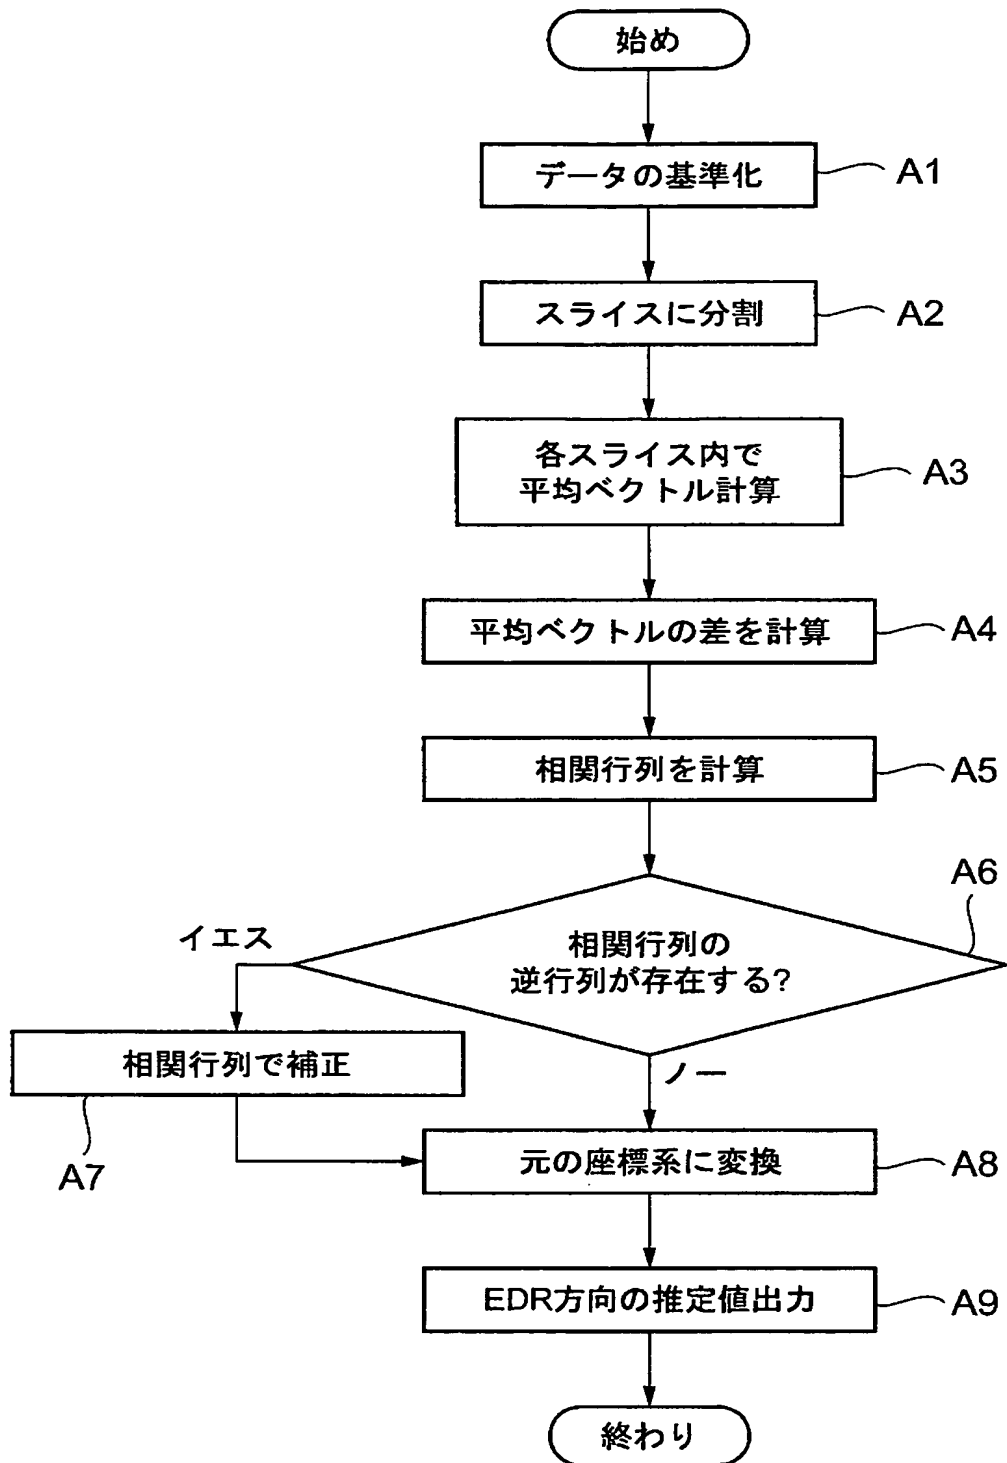 始め
データの基準化
A1
スライスに分割
A2
各スライス内で
平均ベクトル計算
A3
平均ベクトルの差を計算
A4
相関行列を計算
A5
A6
イエス
相関行列の
逆行列が存在する?
相関行列で補正
ノー
A7
元の座標系に変換
A8
EDR方向の推定値出力
A9
終わり